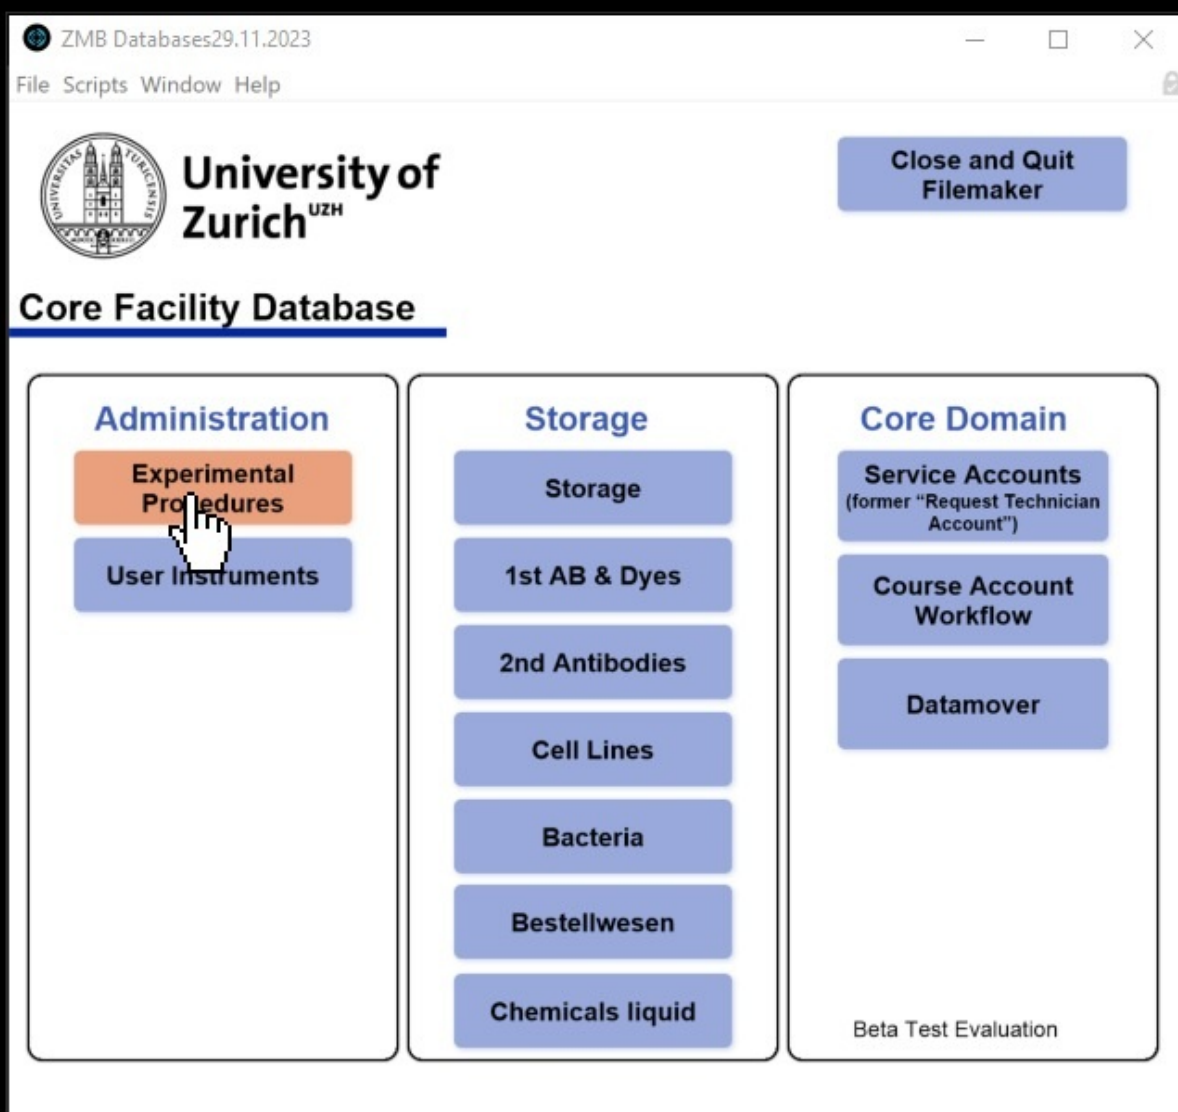 ZMB Databases29.11.2023
File Scripts Window Help
University of
Zurich UZH
Close and Quit
Filemaker
Core Facility Database
Administration
Experimental
Procedures
User Instruments
Storage
Storage
1st AB & Dyes
2nd Antibodies
Cell Lines
Bacteria
Bestellwesen
Chemicals liquid
Core Domain
Service Accounts
(former “Request Technician
Account”)
Course Account
Workflow
Datamover
Beta Test Evaluation